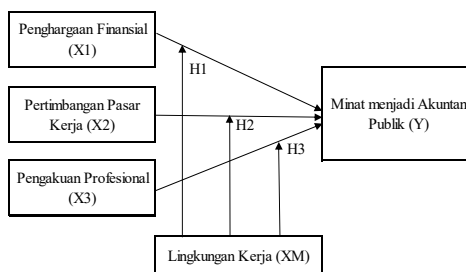 Penghargaan Finansial
(X1)
H1
Pertimbangan Pasar
Kerja (X2)
H2
Minat menjadi Akuntan
Publik (Y)
H3
Pengakuan Profesional
(X3)
Lingkungan Kerja (XM)